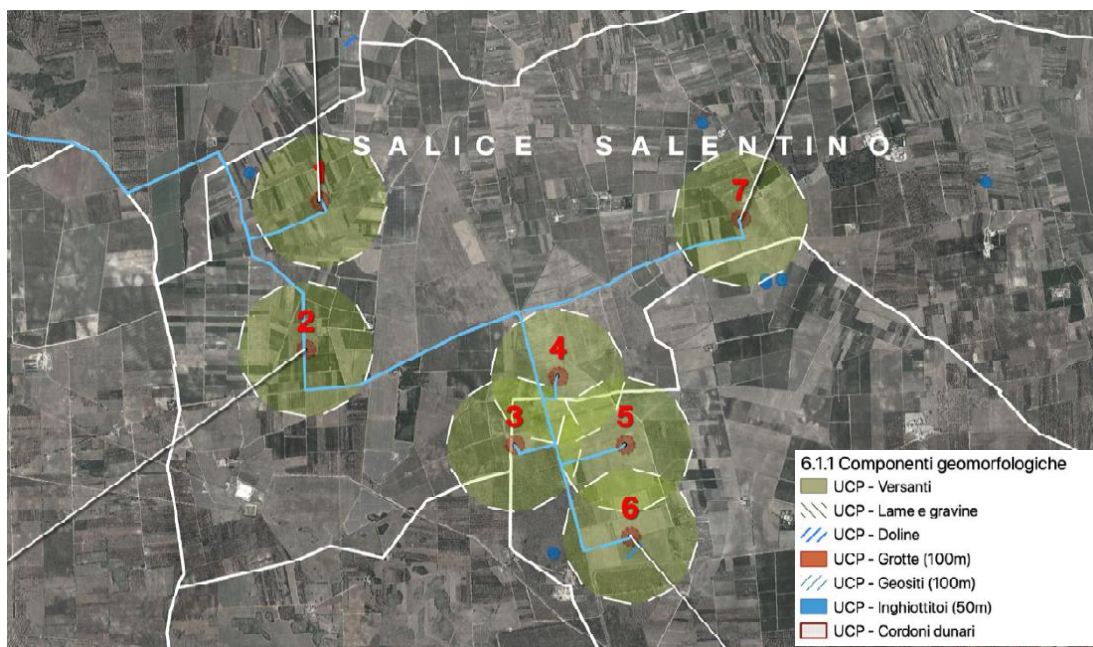 SALICE SALENTINO
1
7
2
4
3
5
6
6.1.1 Componenti geomorfologiche
UCP - Versanti
UCP - Lame e gravine
UCP - Doline
UCP - Grotte (100m)
UCP - Geositi (100m)
UCP - Inghiottitoi (50m)
UCP - Cordoni dunari